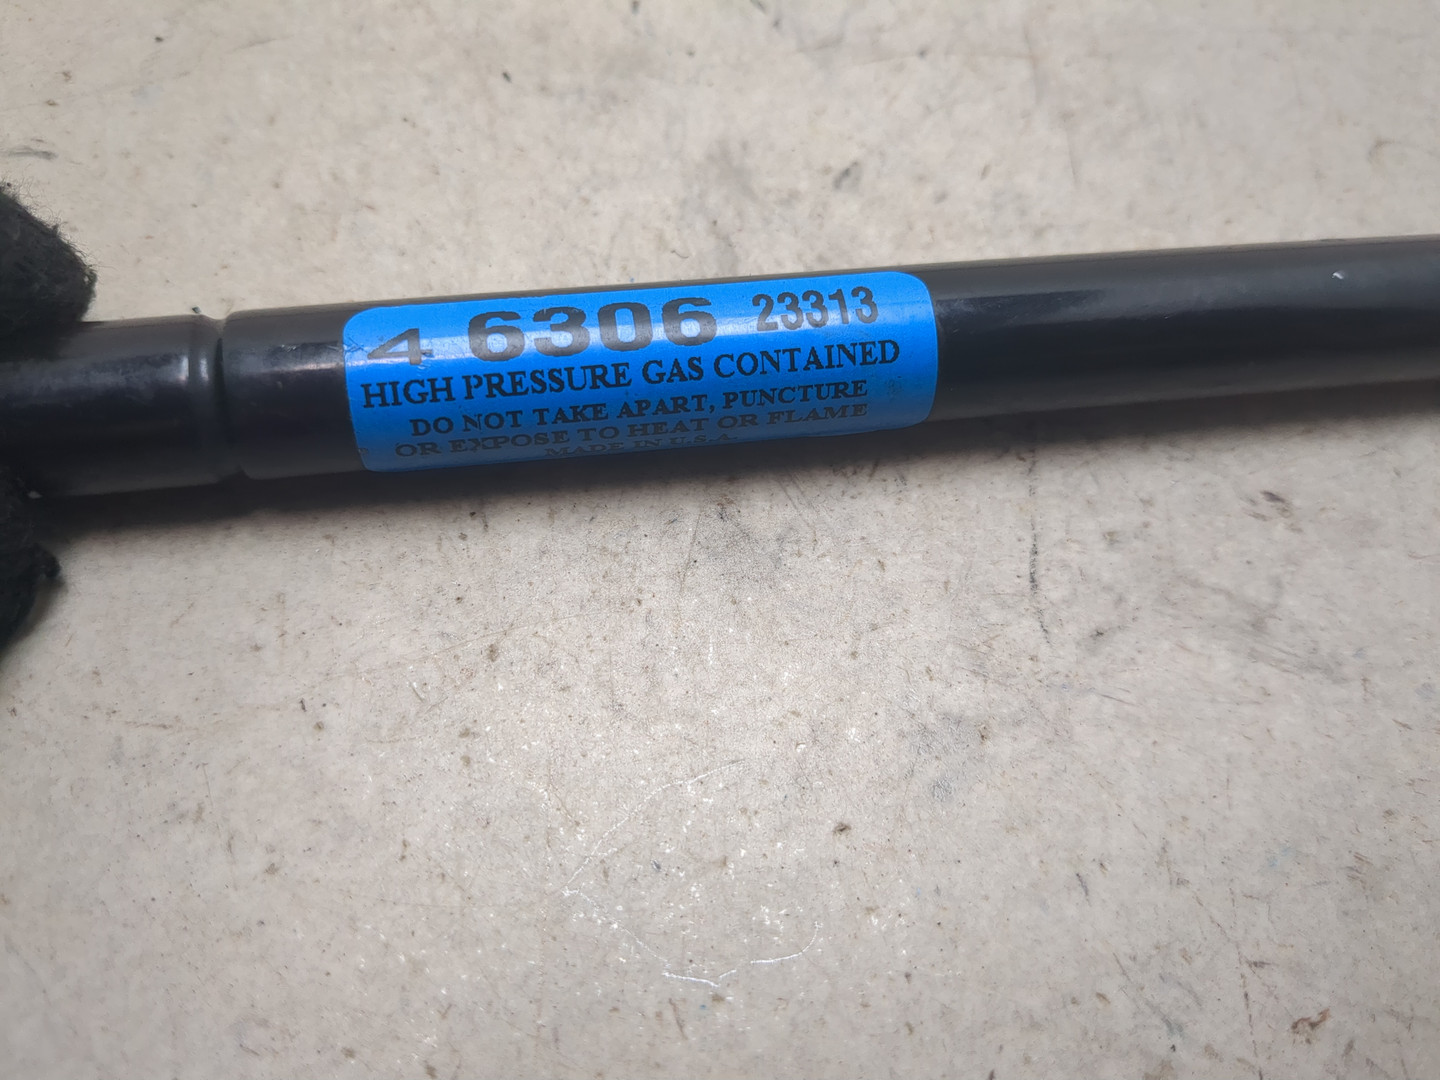 4 6306 23313
HIGH PRESSURE GAS CONTAINED
DO NOT TAKE APART, PUNCTURE
OR EXPOSE TO HEAT OR FLAME
MADE IN U.S.A.